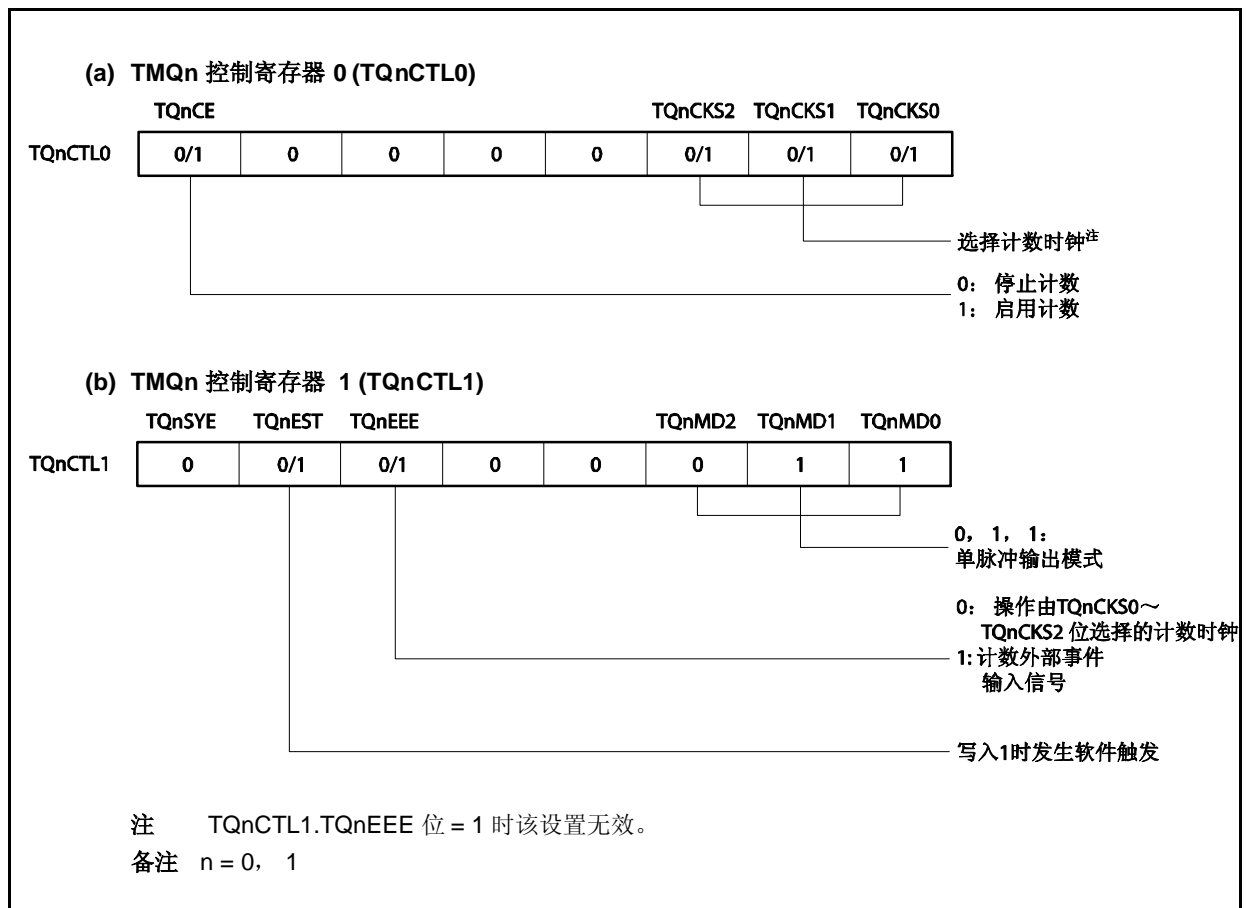 (a) TMQn 控制寄存器 0 (TQnCTL0)
TQnCE TQnCKS2 TQnCKS1 TQnCKS0
TQnCTL0 0/1 0 0 0 0 0/1 0/1 0/1
选择计数时钟注
0： 停止计数
1： 启用计数
(b) TMQn 控制寄存器 1 (TQnCTL1)
TQnSYE TQnEST TQnEEE TQnMD2 TQnMD1 TQnMD0
TQnCTL1 0 0/1 0/1 0 0 0 1 1
0， 1， 1：
单脉冲输出模式
0： 操作由TQnCKS0～
TQnCKS2 位选择的计数时钟
1: 计数外部事件
输入信号
写入1时发生软件触发
注 TQnCTL1.TQnEEE 位 = 1 时该设置无效。
备注 n = 0， 1